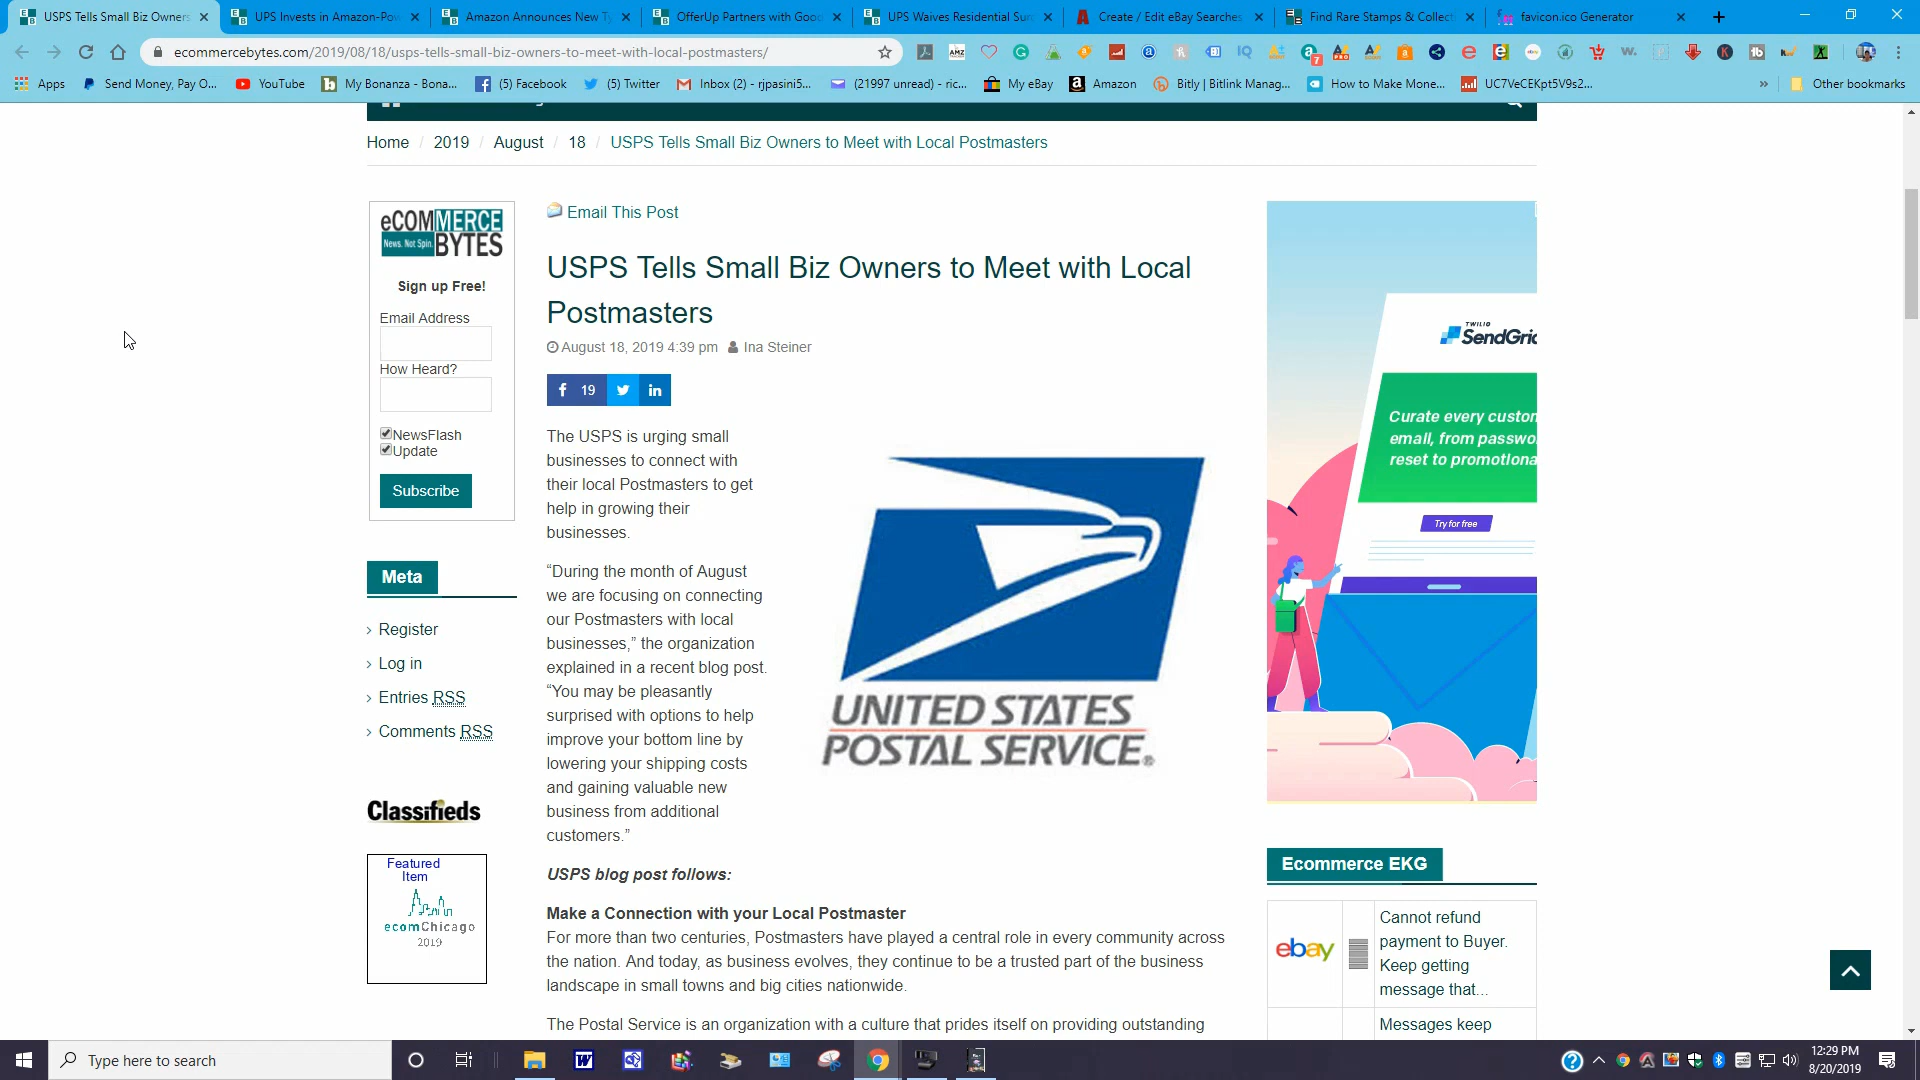 USPS Tells Small Biz Owners
UPS Invests in Amazon-Pow
Amazon Announces New Ty
OfferUp Partners with Goo
UPS Waives Residential Sur
Create / Edit eBay Searches
Find Rare Stamps & Collecti
favicon.ico Generator
ecommercebytes.com/2019/08/18/usps-tells-small-biz-owners-to-meet-with-local-postmasters/
Apps
Send Money, Pay O...
YouTube
My Bonanza - Bona...
(5) Facebook
(5) Twitter
Inbox (2) - rjpasini5...
(21997 unread) - ric...
My eBay
Amazon
Bitly | Bitlink Manag...
How to Make Mone...
UC7VeCEKpt5V9s2...
Other bookmarks
Home / 2019 / August / 18 / USPS Tells Small Biz Owners to Meet with Local Postmasters
eCOMMERCE
News. Not Spin. BYTES
Sign up Free!
Email Address
How Heard?
NewsFlash
Update
Subscribe
Meta
Register
Log in
Entries RSS
Comments RSS
Classifieds
Featured
Item
ecomChicago
2019
Email This Post
USPS Tells Small Biz Owners to Meet with Local
Postmasters
August 18, 2019 4:39 pm Ina Steiner
19
The USPS is urging small
businesses to connect with
their local Postmasters to get
help in growing their
businesses.
“During the month of August
we are focusing on connecting
our Postmasters with local
businesses,” the organization
explained in a recent blog post.
“You may be pleasantly
surprised with options to help
improve your bottom line by
lowering your shipping costs
and gaining valuable new
business from additional
customers.”
UNITED STATES
POSTAL SERVICE®
USPS blog post follows:
Make a Connection with your Local Postmaster
For more than two centuries, Postmasters have played a central role in every community across
the nation. And today, as business evolves, they continue to be a trusted part of the business
landscape in small towns and big cities nationwide.
The Postal Service is an organization with a culture that prides itself on providing outstanding
TWILIO
SendGri
Curate every custon
email, from passwo
reset to promotiona
Try for free
Ecommerce EKG
ebay
Cannot refund
payment to Buyer.
Keep getting
message that...
Messages keep
Type here to search
12:29 PM
8/20/2019